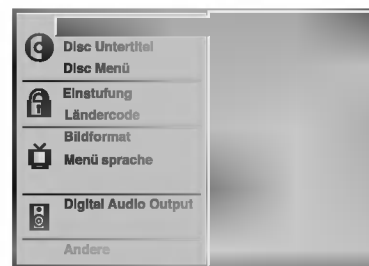 Disc Untertitel
Disc Menü
Einstufung
Ländercode
Bildformat
Menü sprache
Digital Audio Output
Andere